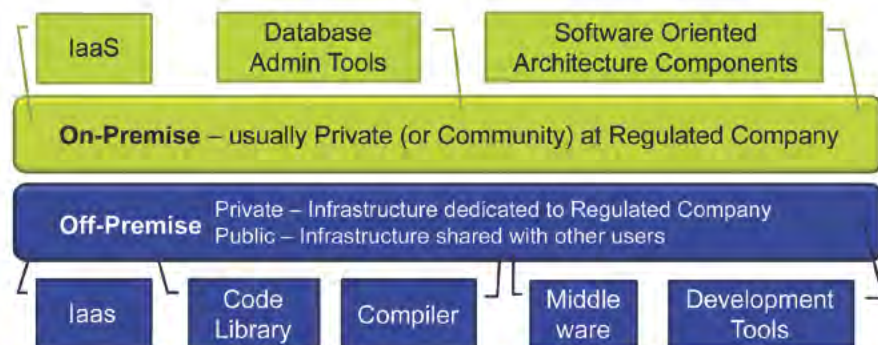 IaaS
Database
Admin Tools
Software Oriented
Architecture Components
On-Premise – usually Private (or Community) at Regulated Company
Off-Premise
Private – Infrastructure dedicated to Regulated Company
Public – Infrastructure shared with other users
Iaas
Code
Library
Compiler
Middle
ware
Development
Tools